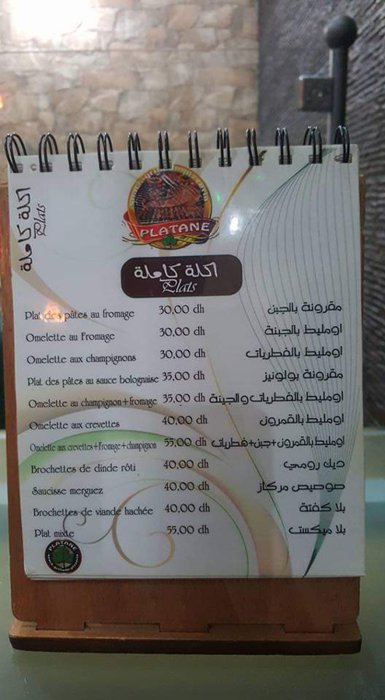 اكلة كاملة
Plats
PLATANE
اكلة كاملة
Plats
Plat des pâtes au fromage 30,00 dh مقرونة بالجبن
Omelette au Fromage 30,00 dh اومليط بالجبنة
Omelette aux champignons 30,00 dh اومليط بالفطريات
Plat des pâtes au sauce bolognaise 35,00 dh مقرونة بولونيز
Omelette au champignon+fromage 35,00 dh اومليط بالفطريات والجبنة
Omelette aux crevettes 40,00 dh اومليط بالقمرون
Omelette aux crevettes+Fromage+champignon 55,00 dh اومليط بالقمرون+جبن+فطريات
Brochettes de dinde rôti 40,00 dh ديك رومي
Saucisse merguez 40,00 dh صوصيص مركاز
Brochettes de viande hachée 40,00 dh بلا كفتة
Plat mixte 55,00 dh بلا ميكست
PLATANE